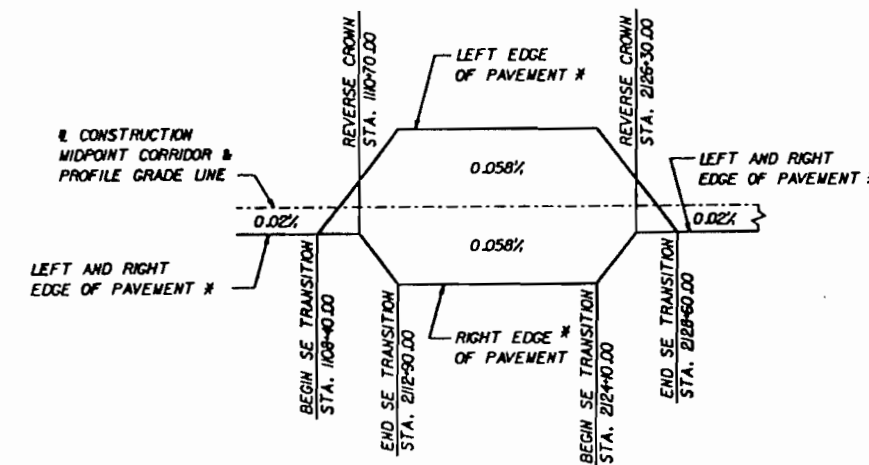 REVERSE CROWN
STA. 1110+70.00
LEFT EDGE
OF PAVEMENT *
REVERSE CROWN
STA. 2126+30.00
℄ CONSTRUCTION
MIDPOINT CORRIDOR &
PROFILE GRADE LINE
LEFT AND RIGHT
EDGE OF PAVEMENT *
0.058%
0.02%
0.02%
0.058%
LEFT AND RIGHT
EDGE OF PAVEMENT *
RIGHT EDGE *
OF PAVEMENT
BEGIN SE TRANSITION
STA. 1108+40.00
END SE TRANSITION
STA. 2112+90.00
BEGIN SE TRANSITION
STA. 2124+10.00
END SE TRANSITION
STA. 2128+60.00